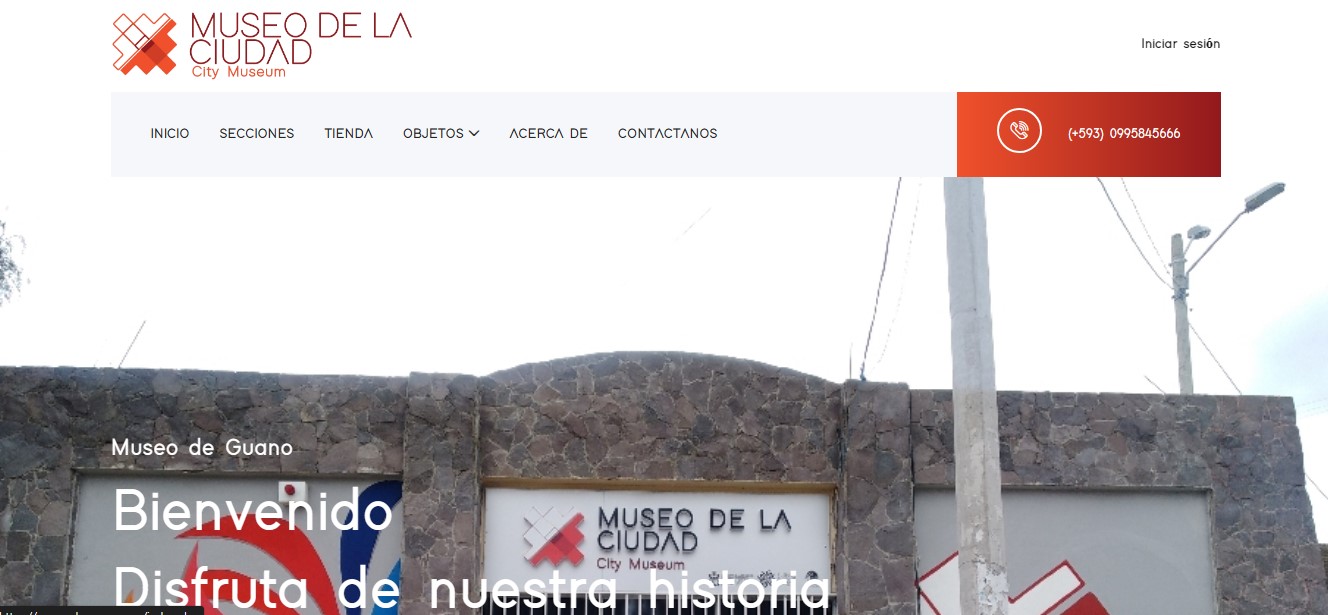 MUSEO DE LA
CIUDAD
City Museum
Iniciar sesión
INICIO SECCIONES TIENDA OBJETOS ACERCA DE CONTACTANOS
(+593) 0995845666
Museo de Guano
Bienvenido
MUSEO DE LA
CIUDAD
City Museum
Disfruta de nuestra historia